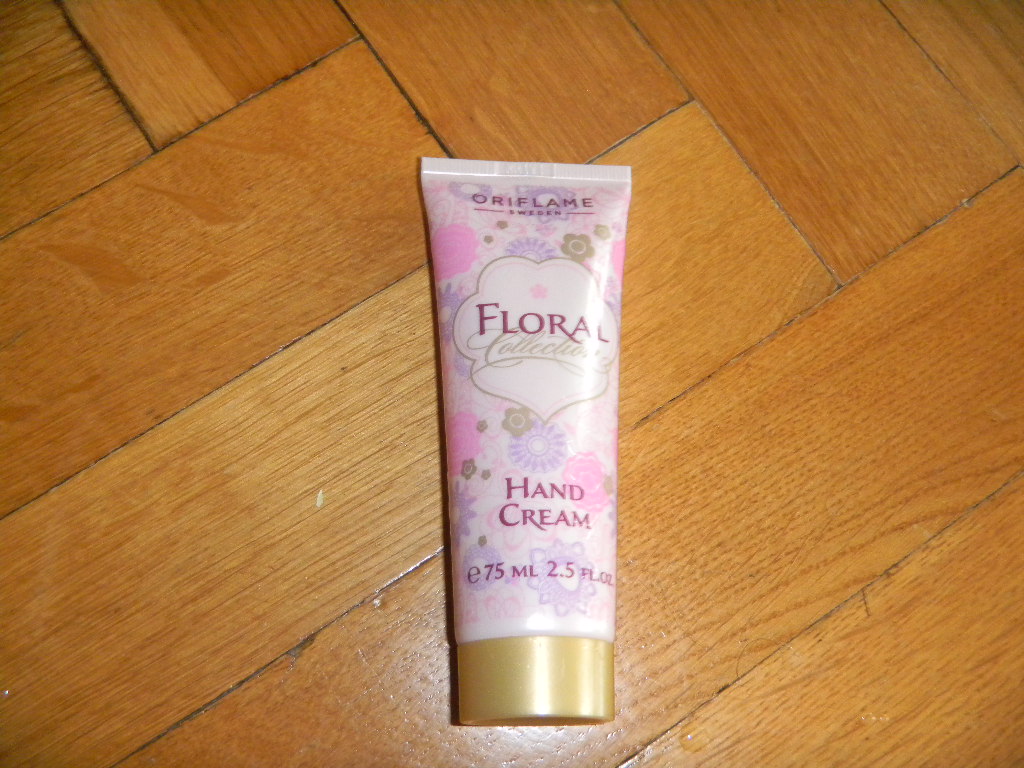 ORIFLAME
SWEDEN
FLORAL
Collection
HAND
CREAM
e 75 ML 2.5 FL.OZ.